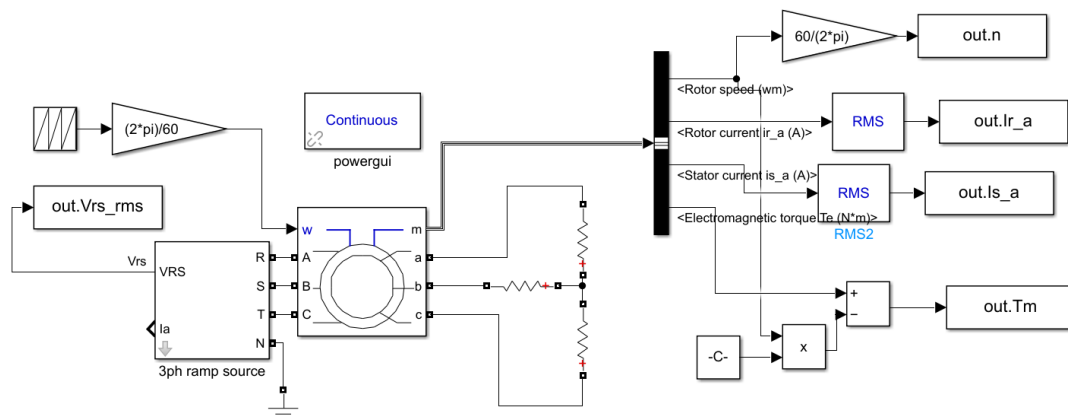 60/(2*pi)
out.n
<Rotor speed (wm)>
(2*pi)/60
Continuous
powergui
<Rotor current ir_a (A)>
RMS
out.Ir_a
<Stator current is_a (A)>
RMS
out.Is_a
out.Vrs_rms
<Electromagnetic torque Te (N*m)>
RMS2
w
m
Vrs
VRS
R
A
a
S
B
b
T
C
c
Ia
N
3ph ramp source
+
−
out.Tm
-C-
x